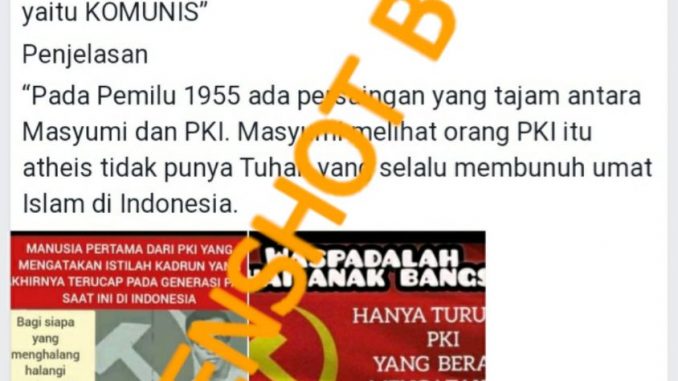 yaitu KOMUNIS”
Penjelasan
“Pada Pemilu 1955 ada persaingan yang tajam antara
Masyumi dan PKI. Masyumi melihat orang PKI itu
atheis tidak punya Tuhan yang selalu membunuh umat
Islam di Indonesia.
MANUSIA PERTAMA DARI PKI YANG
MENGATAKAN ISTILAH KADRUN YAN
KHIRNYA TERUCAP PADA GENERASI P
SAAT INI DI INDONESIA
Bagi siapa
yang
menghalang
halangi
WASPADALAH
ANAK BANGS
HANYA TURU
PKI
YANG BERA
ENSHOT B